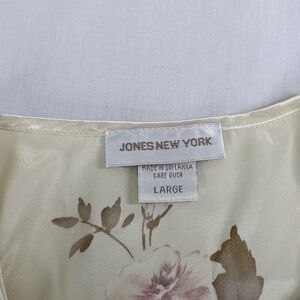 JONES NEW YORK
MADE IN SRI LANKA
CARE OVER
LARGE